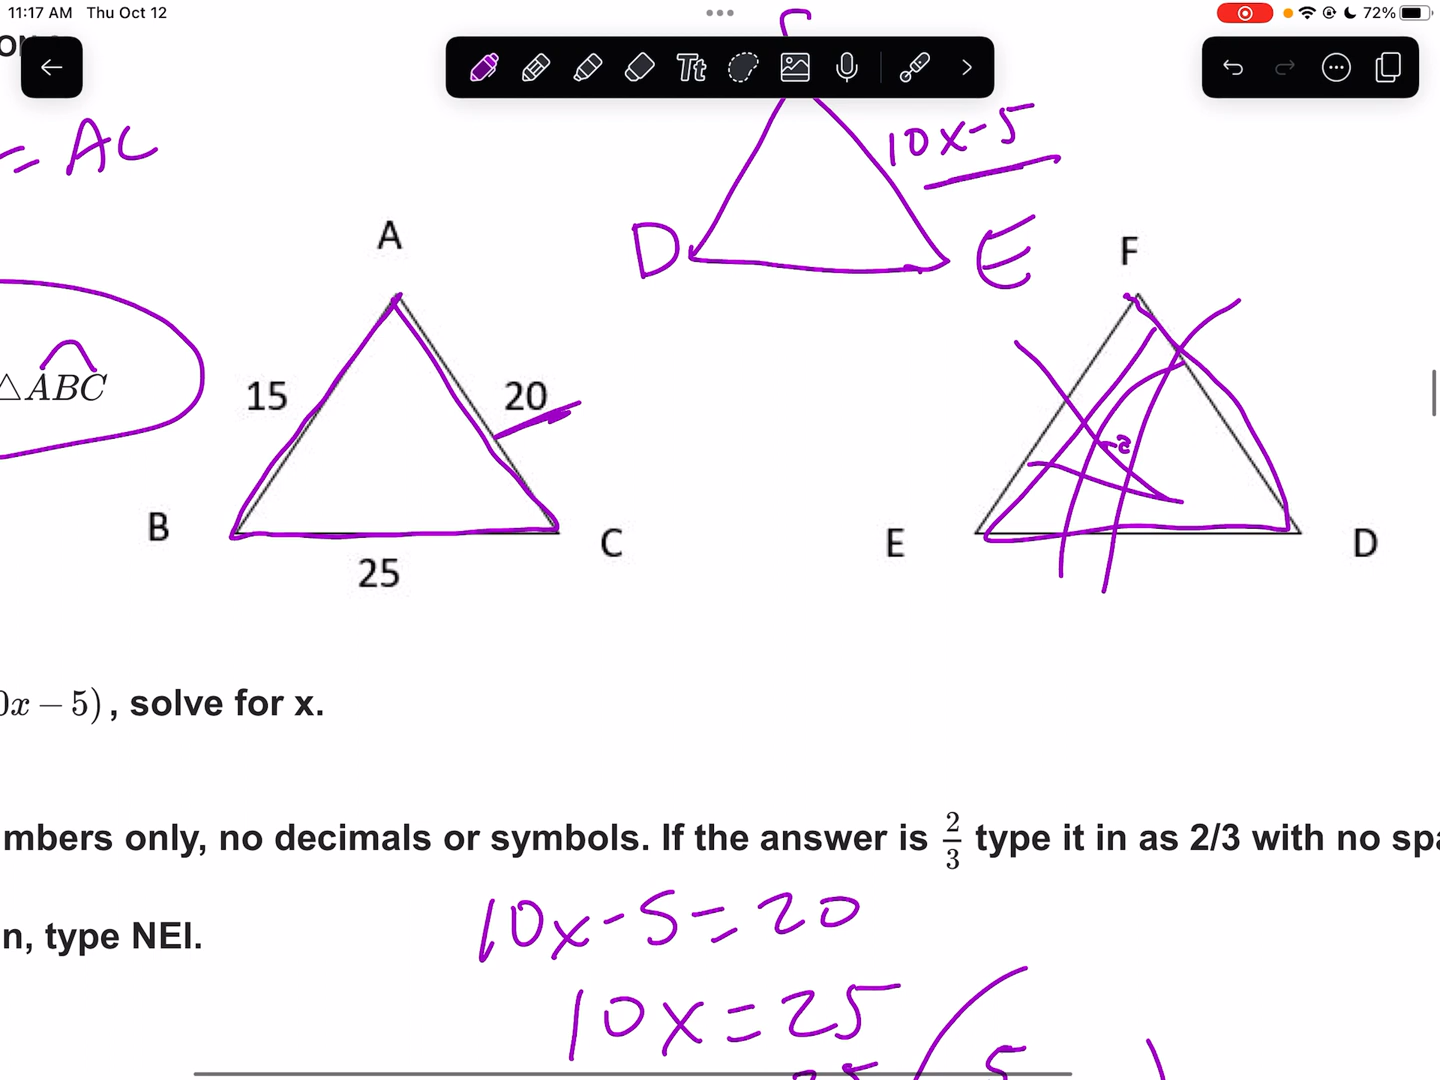 11:17 AM Thu Oct 12
72%
Tt
10x-5
= AC
A
D
E
F
△ABC
15
20
B
C
E
D
25
x − 5), solve for x.
mbers only, no decimals or symbols. If the answer is 2/3 type it in as 2/3 with no spa
n, type NEI.
10x-5=20
10x=25
5